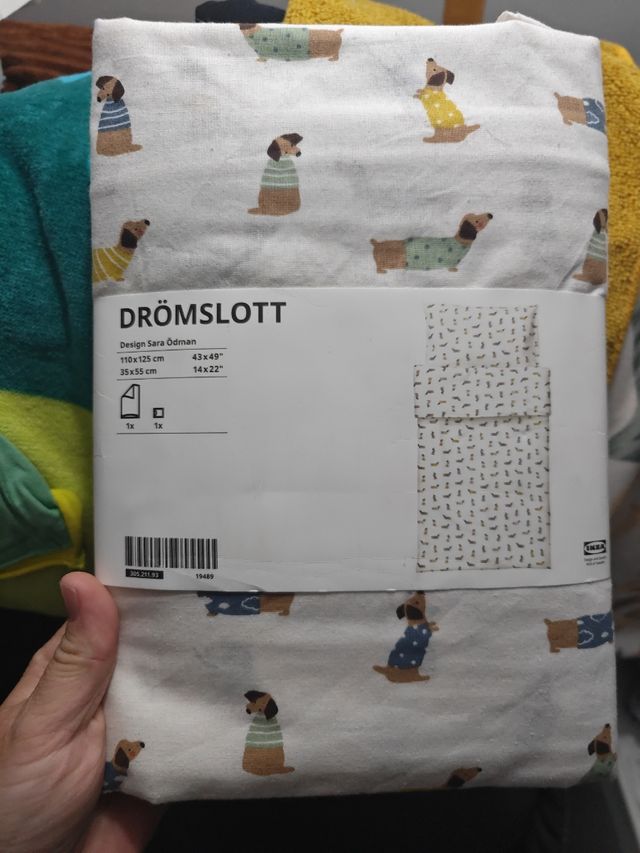 DRÖMSLOTT
Design Sara Ödman
110x125 cm 43x49"
35x55 cm 14x22"
1x 1x
305.211.93 19489
IKEA